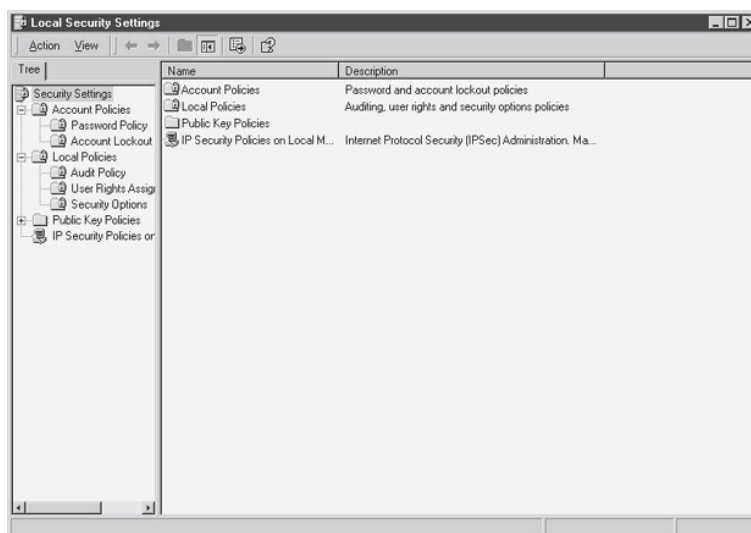 Local Security Settings
Action View
Tree
Security Settings
Account Policies
Password Policy
Account Lockout
Local Policies
Audit Policy
User Rights Assig
Security Options
Public Key Policies
IP Security Policies or
Name Description
Account Policies Password and account lockout policies
Local Policies Auditing, user rights and security options policies
Public Key Policies
IP Security Policies on Local M... Internet Protocol Security (IPSec) Administration. Ma...